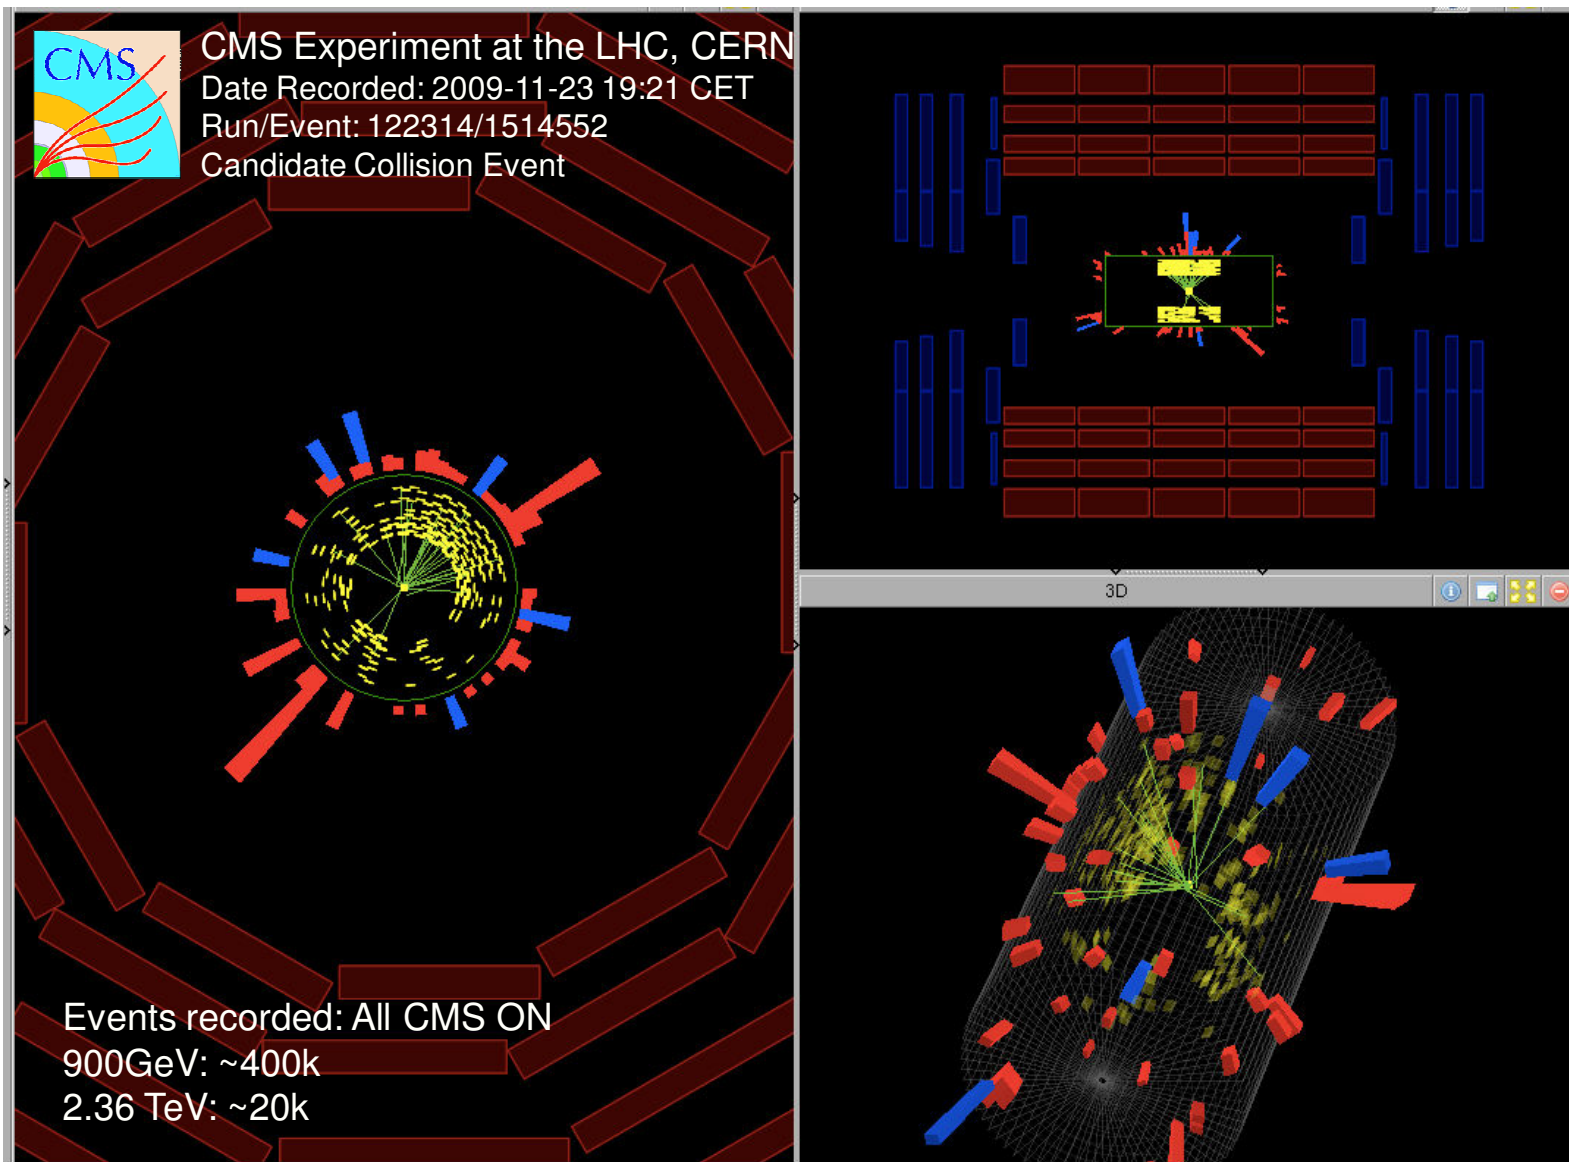 CMS
CMS Experiment at the LHC, CERN
Date Recorded: 2009-11-23 19:21 CET
Run/Event: 122314/1514552
Candidate Collision Event
3D
Events recorded: All CMS ON
900GeV: ~400k
2.36 TeV: ~20k